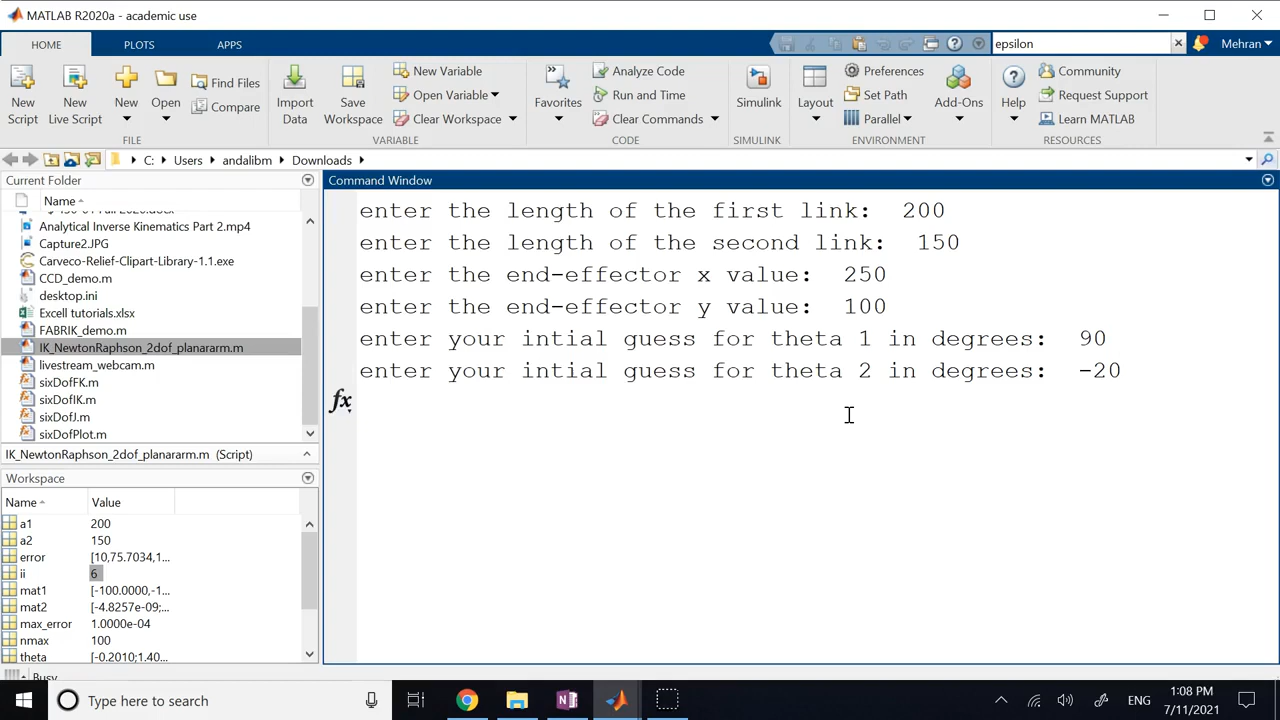 MATLAB R2020a - academic use
HOME PLOTS APPS epsilon Mehran
New Script
New Live Script
New
Open
Find Files
Compare
FILE
Import Data
Save Workspace
New Variable
Open Variable
Clear Workspace
VARIABLE
Favorites
Analyze Code
Run and Time
Clear Commands
CODE
Simulink
SIMULINK
Layout
Preferences
Set Path
Parallel
Add-Ons
ENVIRONMENT
Help
Community
Request Support
Learn MATLAB
RESOURCES
C: Users andalibm Downloads
Current Folder
Name
Analytical Inverse Kinematics Part 2.mp4
Capture2.JPG
Carveco-Relief-Clipart-Library-1.1.exe
CCD_demo.m
desktop.ini
Excell tutorials.xlsx
FABRIK_demo.m
IK_NewtonRaphson_2dof_planararm.m
livestream_webcam.m
sixDofFK.m
sixDofIK.m
sixDofJ.m
sixDofPlot.m
IK_NewtonRaphson_2dof_planararm.m (Script)
Workspace
Name Value
a1 200
a2 150
error [10,75.7034,1...
ii 6
mat1 [-100.0000,-1...
mat2 [-4.8257e-09;...
max_error 1.0000e-04
nmax 100
theta [-0.2010;1.40...
Busy
Command Window
enter the length of the first link: 200
enter the length of the second link: 150
enter the end-effector x value: 250
enter the end-effector y value: 100
enter your intial guess for theta 1 in degrees: 90
enter your intial guess for theta 2 in degrees: -20
fx
Type here to search
ENG
1:08 PM
7/11/2021